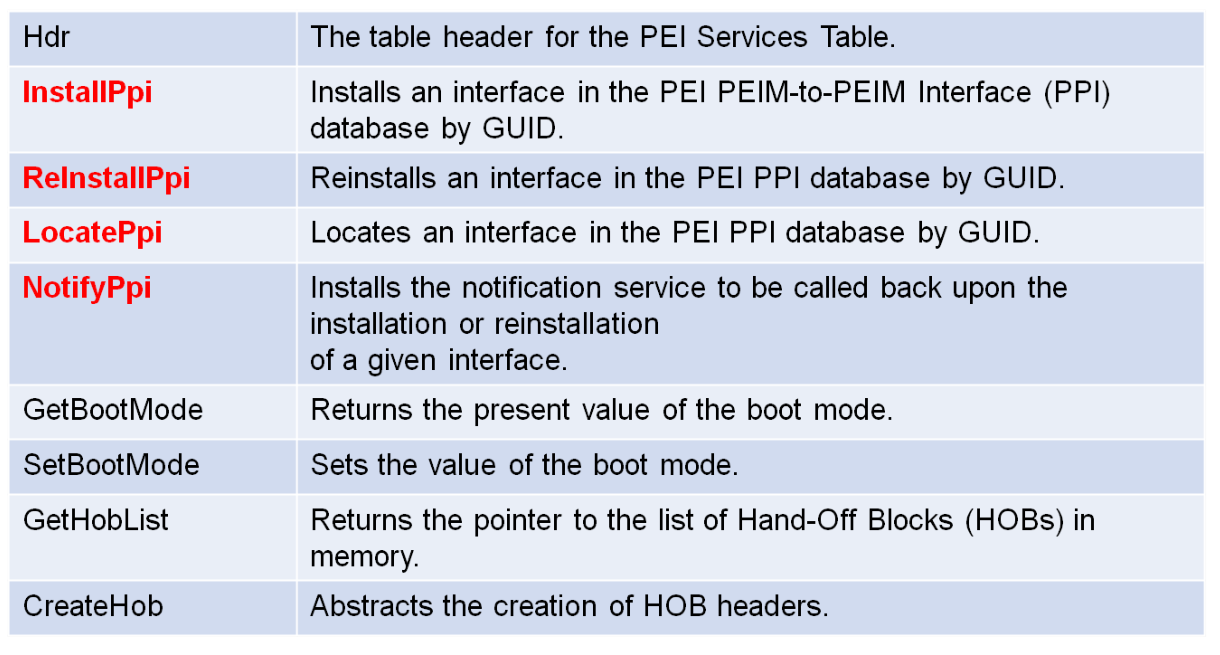 Hdr
The table header for the PEI Services Table.
InstallPpi
Installs an interface in the PEI PEIM-to-PEIM Interface (PPI)
database by GUID.
ReInstallPpi
Reinstalls an interface in the PEI PPI database by GUID.
LocatePpi
Locates an interface in the PEI PPI database by GUID.
NotifyPpi
Installs the notification service to be called back upon the
installation or reinstallation
of a given interface.
GetBootMode
Returns the present value of the boot mode.
SetBootMode
Sets the value of the boot mode.
GetHobList
Returns the pointer to the list of Hand-Off Blocks (HOBs) in
memory.
CreateHob
Abstracts the creation of HOB headers.